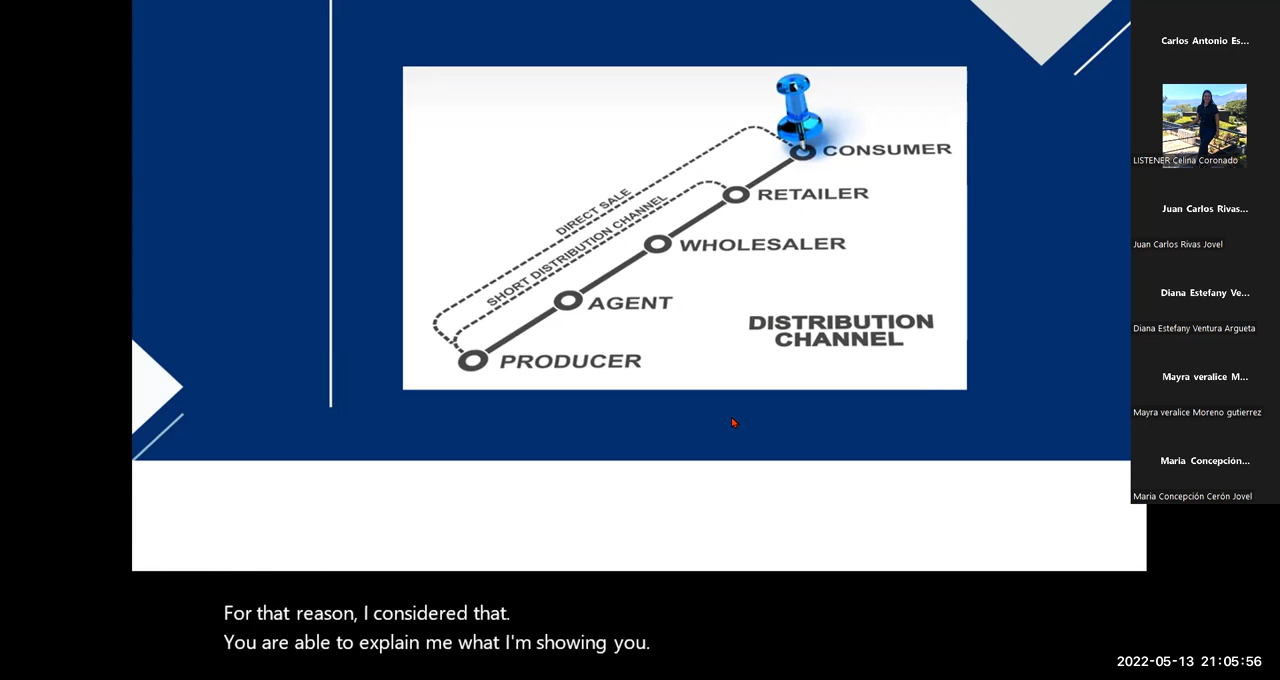 CONSUMER
RETAILER
DIRECT SALE
SHORT DISTRIBUTION CHANNEL
WHOLESALER
AGENT
DISTRIBUTION
CHANNEL
PRODUCER
Carlos Antonio Es...
LISTENER Celina Coronado
Juan Carlos Rivas...
Juan Carlos Rivas Jovel
Diana Estefany Ve...
Diana Estefany Ventura Argueta
Mayra veralice M...
Mayra veralice Moreno gutierrez
Maria Concepción...
Maria Concepción Cerón Jovel
For that reason, I considered that.
You are able to explain me what I'm showing you.
2022-05-13 21:05:56